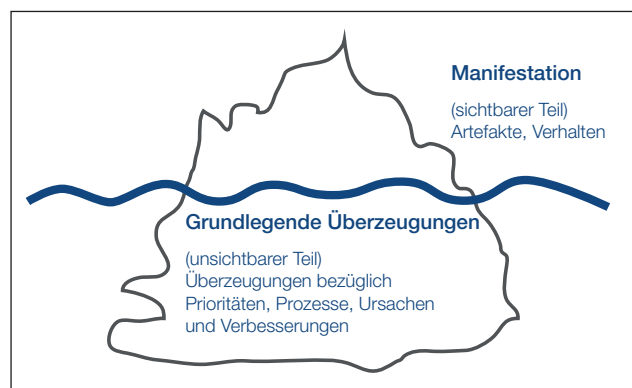 Manifestation
(sichtbarer Teil)
Artefakte, Verhalten
Grundlegende Überzeugungen
(unsichtbarer Teil)
Überzeugungen bezüglich
Prioritäten, Prozesse, Ursachen
und Verbesserungen